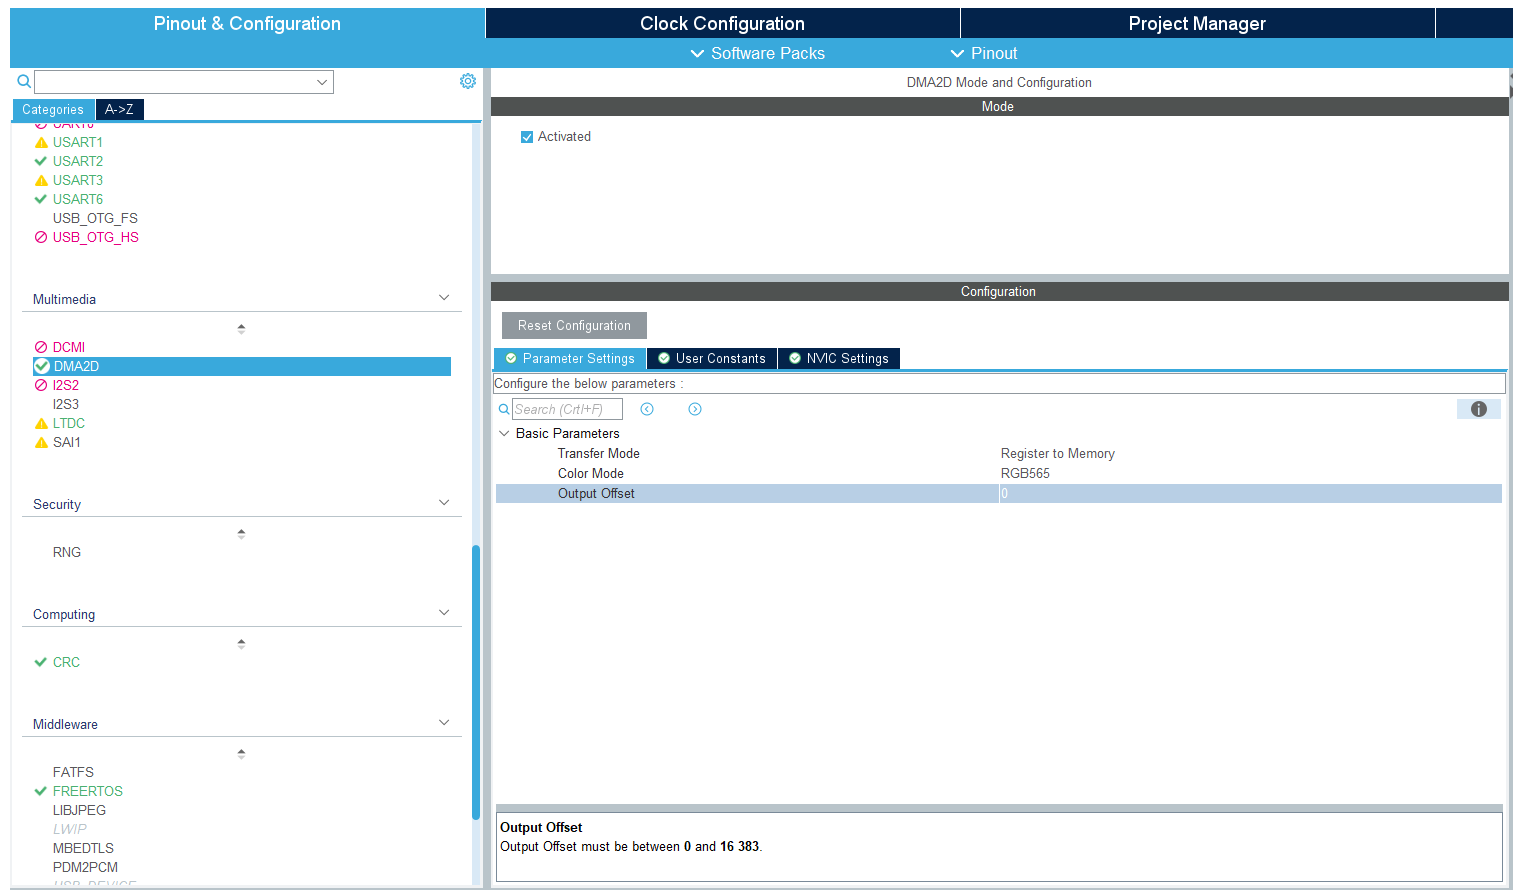 Pinout & Configuration
Clock Configuration
Project Manager
Software Packs
Pinout
Categories
A->Z
USART1
USART2
USART3
USART6
USB_OTG_FS
USB_OTG_HS
Multimedia
DCMI
DMA2D
I2S2
I2S3
LTDC
SAI1
Security
RNG
Computing
CRC
Middleware
FATFS
FREERTOS
LIBJPEG
LWIP
MBEDTLS
PDM2PCM
DMA2D Mode and Configuration
Mode
Activated
Configuration
Reset Configuration
Parameter Settings
User Constants
NVIC Settings
Configure the below parameters :
Search (Crtl+F)
Basic Parameters
Transfer Mode Register to Memory
Color Mode RGB565
Output Offset 0
Output Offset
Output Offset must be between 0 and 16 383.